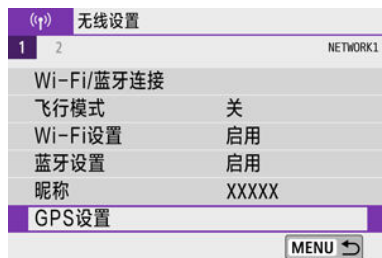 无线设置
1 2 NETWORK1
Wi-Fi/蓝牙连接
飞行模式 关
Wi-Fi设置 启用
蓝牙设置 启用
昵称 XXXXX
GPS设置
MENU